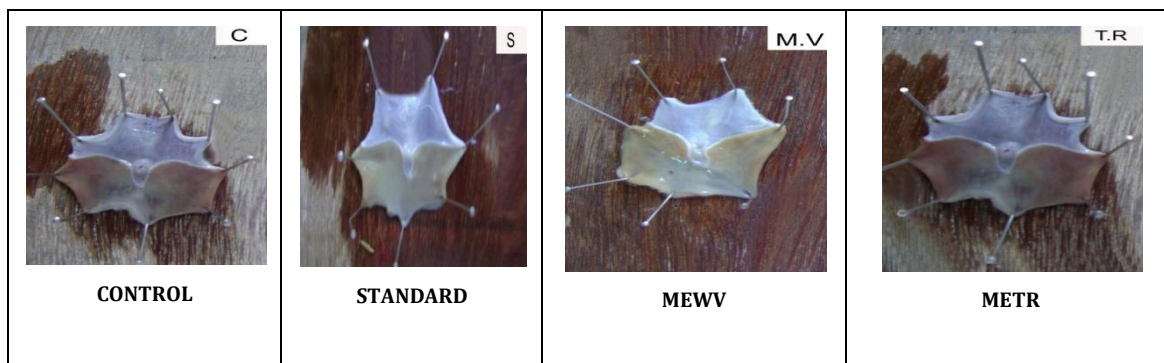 C
S
M.V
T.R
CONTROL
STANDARD
MEWV
METR